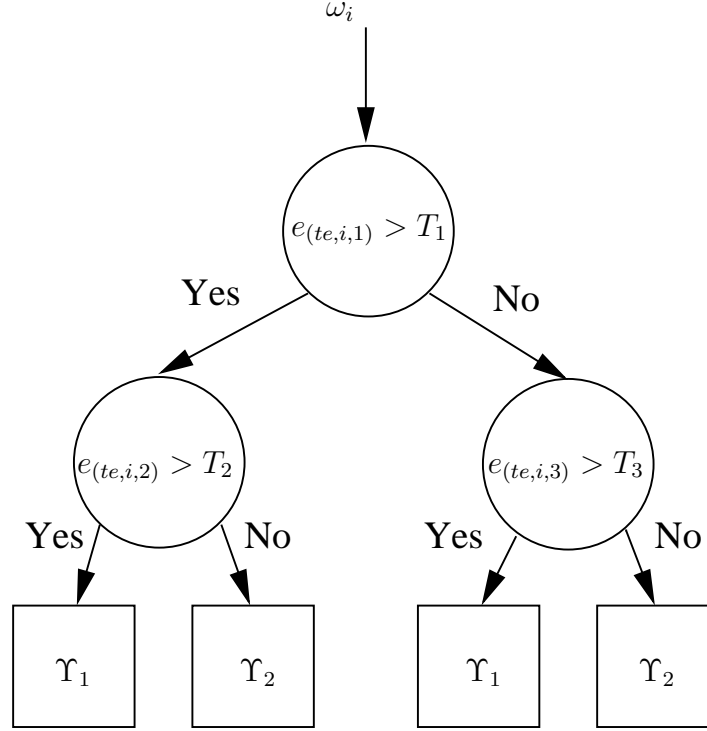 ω_i
e_(te,i,1) > T_1
Yes
No
e_(te,i,2) > T_2
e_(te,i,3) > T_3
Yes
No
Yes
No
ϒ_1
ϒ_2
ϒ_1
ϒ_2